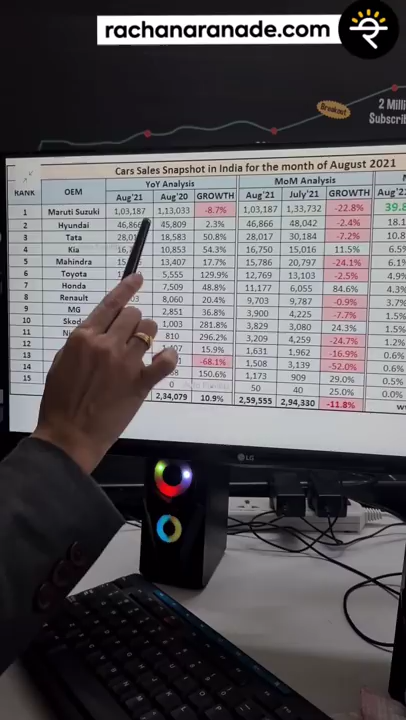 rachanaranade.com
Breakout
2 Milli
Subscrib
Cars Sales Snapshot in India for the month of August 2021
RANK OEM YoY Analysis MoM Analysis
Aug'21 Aug'20 GROWTH Aug'21 July'21 GROWTH Aug'2
1 Maruti Suzuki 1,03,187 1,13,033 -8.7% 1,03,187 1,33,732 -22.8% 39.8
2 Hyundai 46,866 45,809 2.3% 46,866 48,042 -2.4% 18.1
3 Tata 18,583 50.8% 28,017 30,184 -7.2% 10.8
4 Kia 10,853 54.3% 16,750 15,016 11.5% 6.5%
5 Mahindra 13,407 17.7% 15,786 20,797 -24.1% 6.1%
6 Toyota 5,555 129.9% 12,769 13,103 -2.5% 4.9%
7 Honda 7,509 48.8% 11,177 6,055 84.6% 4.3%
8 Renault 8,060 20.4% 9,703 9,787 -0.9% 3.7%
9 MG 2,851 36.8% 3,900 4,225 -7.7% 1.5%
10 1,003 281.8% 3,829 3,080 24.3% 1.5%
11 810 296.2% 3,209 4,259 -24.7% 1.2%
12 15.9% 1,631 1,962 -16.9% 0.6%
13 -68.1% 1,508 3,139 -52.0% 0.6%
14 150.6% 1,173 909 29.0% 0.5%
15 0 50 40 25.0% 0.0%
2,34,079 10.9% 2,59,555 2,94,330 -11.8%
LG